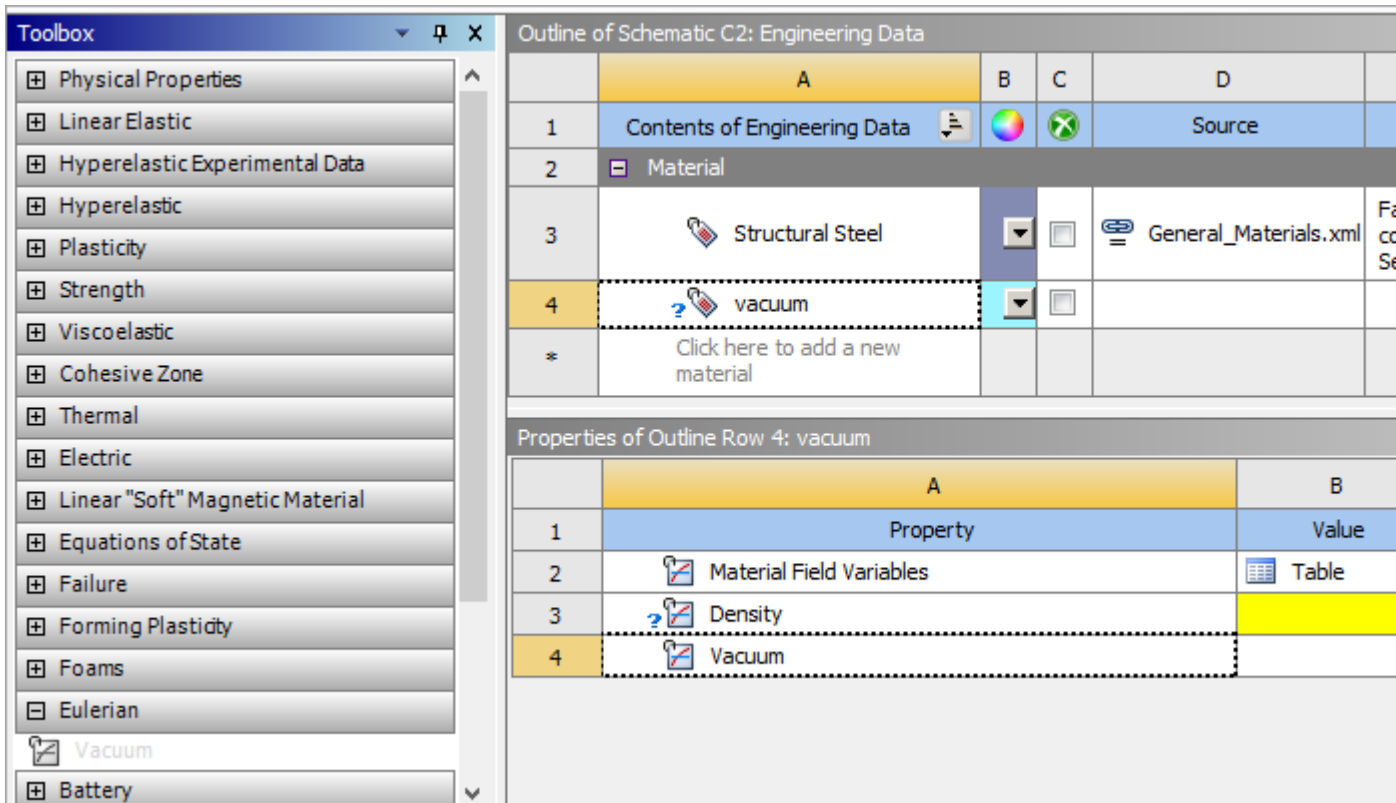 Toolbox
Physical Properties
Linear Elastic
Hyperelastic Experimental Data
Hyperelastic
Plasticity
Strength
Viscoelastic
Cohesive Zone
Thermal
Electric
Linear "Soft" Magnetic Material
Equations of State
Failure
Forming Plasticity
Foams
Eulerian
Vacuum
Battery
Outline of Schematic C2: Engineering Data
A B C D
1 Contents of Engineering Data Source
2 Material
3 Structural Steel General_Materials.xml
4 ? vacuum
* Click here to add a new
material
Properties of Outline Row 4: vacuum
A B
1 Property Value
2 Material Field Variables Table
3 ? Density
4 Vacuum